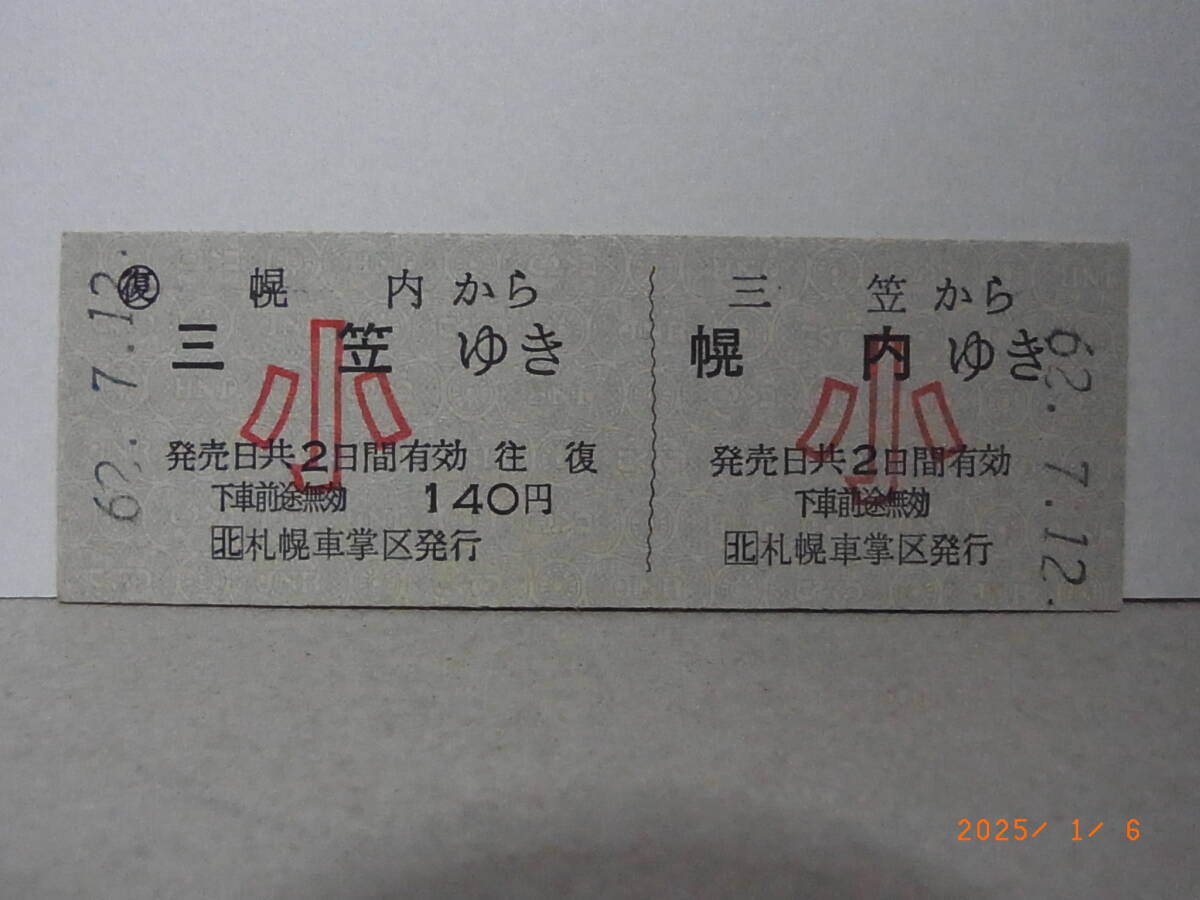 62.7.12.
復
幌内から
三笠ゆき
小
発売日共2日間有効 往復
下車前途無効 140円
北札幌車掌区発行
三笠から
幌内ゆき
小
発売日共2日間有効
下車前途無効
北札幌車掌区発行
62.7.12.
2025/ 1/ 6